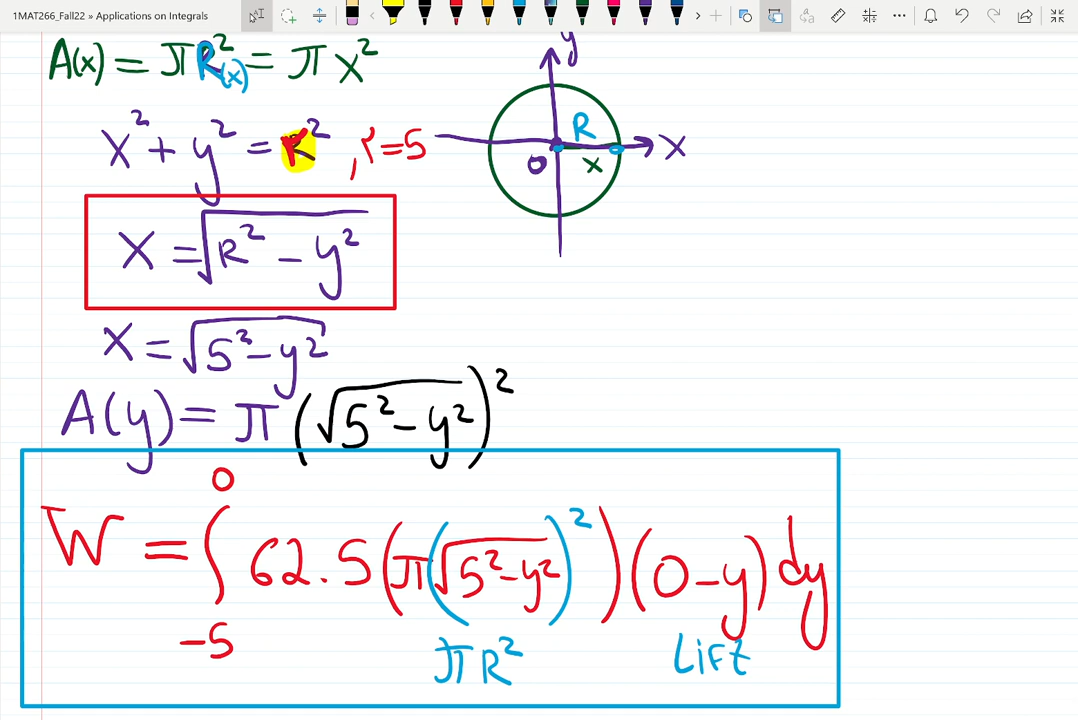 1MAT266_Fall22 » Applications on Integrals
A(x) = πR²(x) = πx²
y
R
x² + y² = r², r=5
O
x
X
x = √(R² - y²)
x = √(5² - y²)
A(y) = π(√(5² - y²))²
W = ∫₋₅⁰ 62.5(π(√(5² - y²))²)(0-y)dy
πR²
Lift